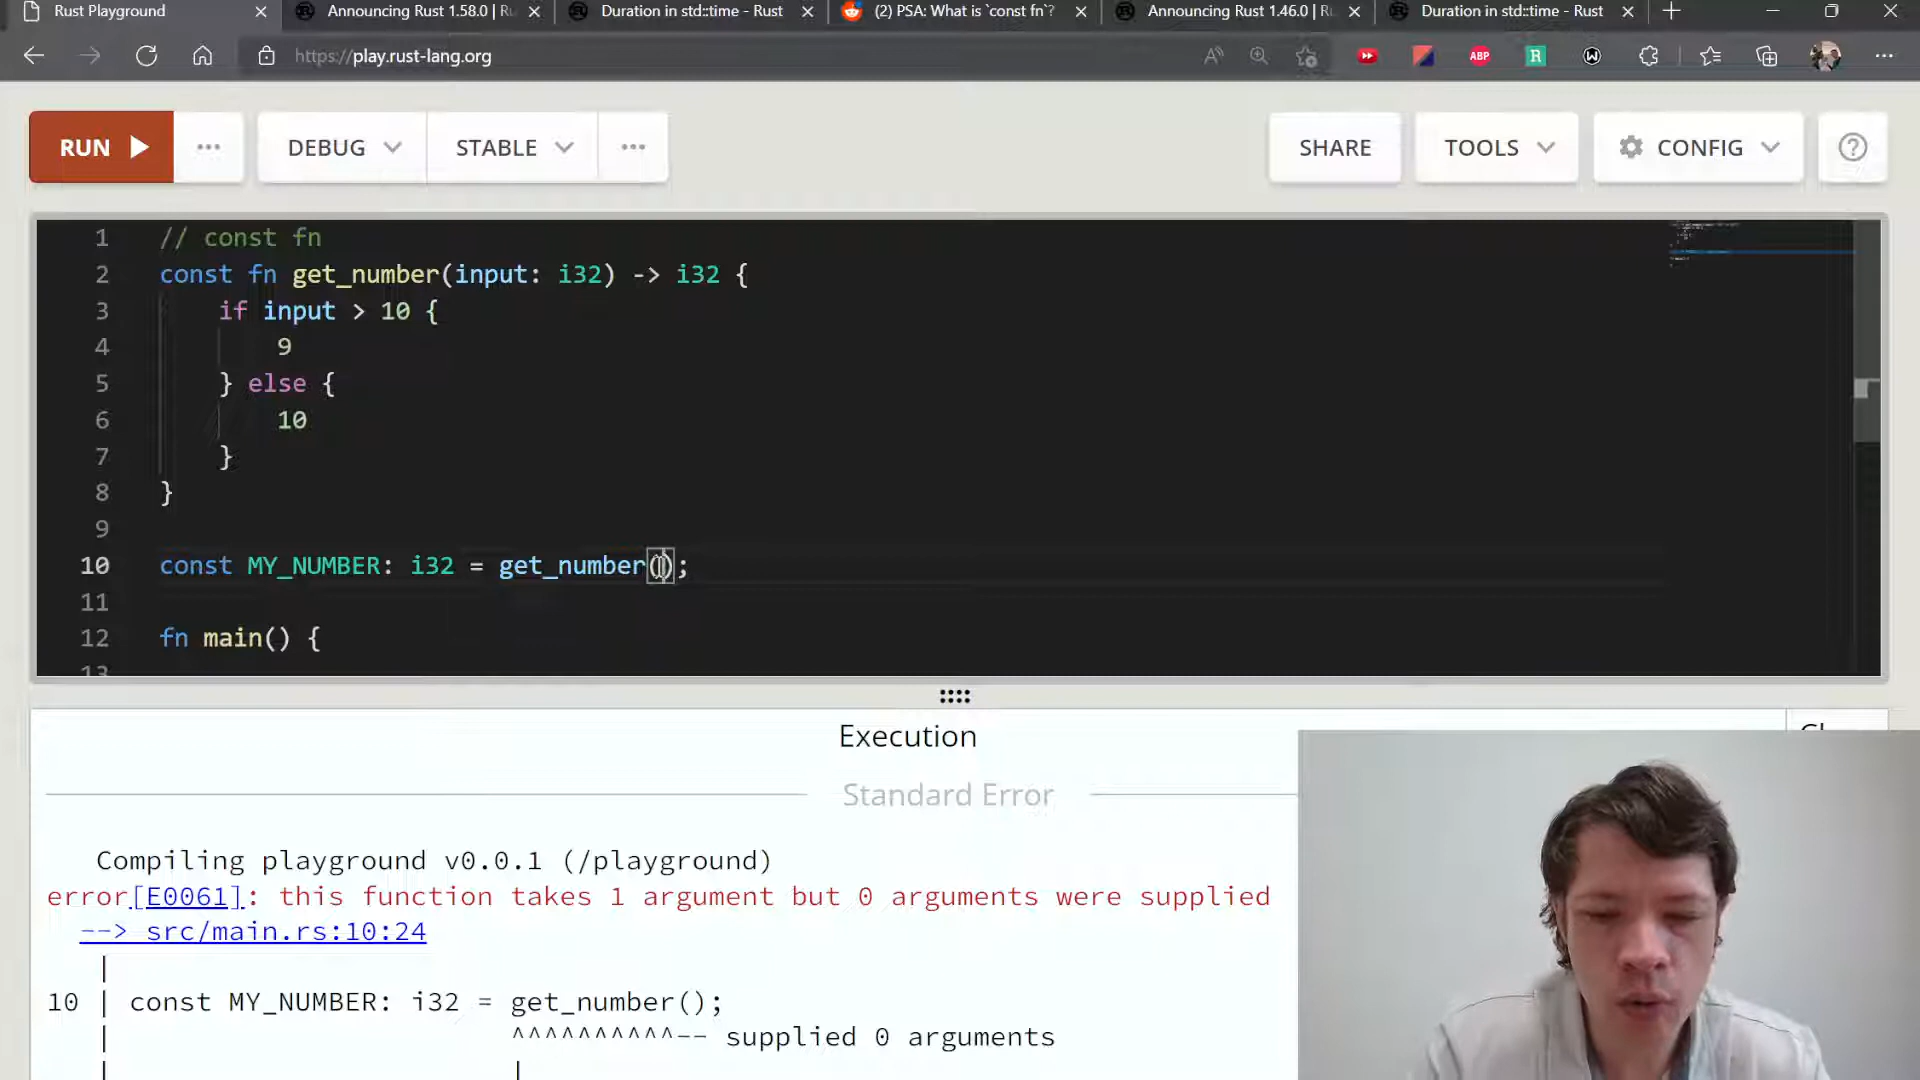 Rust Playground
Announcing Rust 1.58.0 | Ru
Duration in std::time - Rust
(2) PSA: What is `const fn`?
Announcing Rust 1.46.0 | Ru
Duration in std::time - Rust
https://play.rust-lang.org
ABP
R
W
RUN
DEBUG
STABLE
SHARE
TOOLS
CONFIG
1 // const fn
2 const fn get_number(input: i32) -> i32 {
3 if input > 10 {
4 9
5 } else {
6 10
7 }
8 }
9
10 const MY_NUMBER: i32 = get_number();
11
12 fn main() {
13
Execution
Standard Error
Compiling playground v0.0.1 (/playground)
error[E0061]: this function takes 1 argument but 0 arguments were supplied
--> src/main.rs:10:24
|
10 | const MY_NUMBER: i32 = get_number();
| ^^^^^^^^^^-- supplied 0 arguments
| |